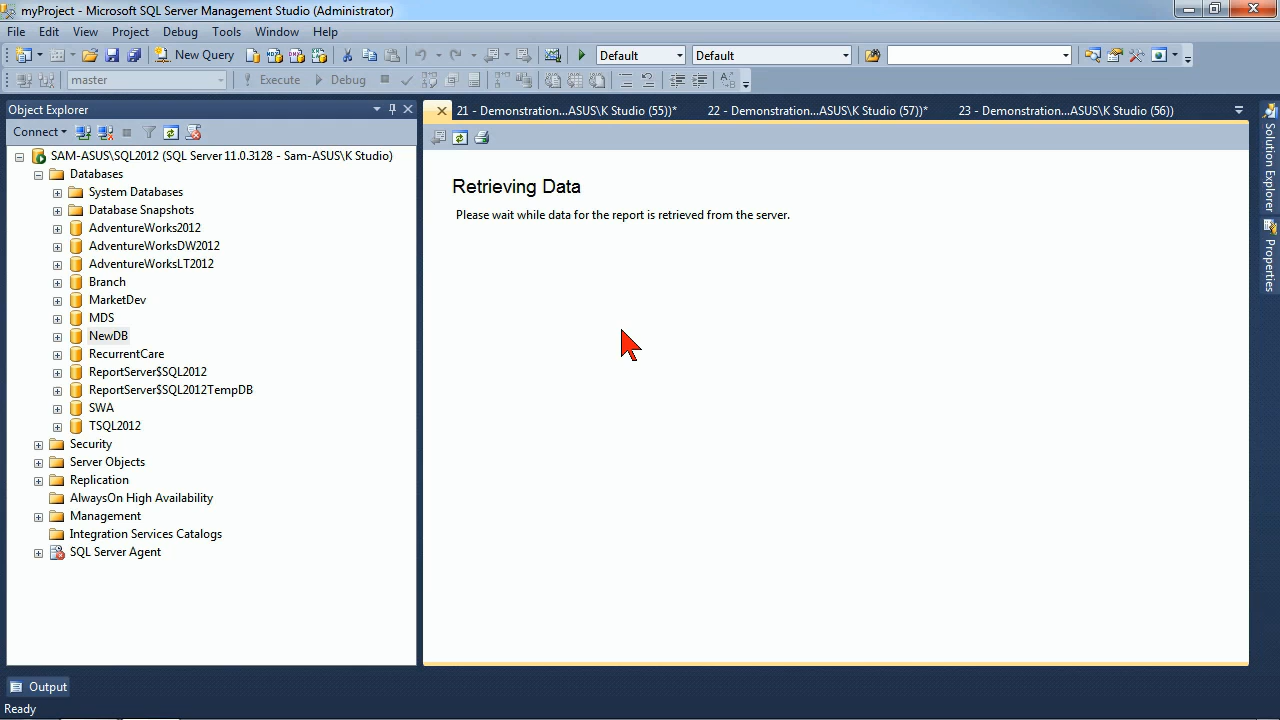 myProject - Microsoft SQL Server Management Studio (Administrator)
File Edit View Project Debug Tools Window Help
New Query Default Default
master Execute Debug
Object Explorer
21 - Demonstration...ASUS\K Studio (55))* 22 - Demonstration...ASUS\K Studio (57))* 23 - Demonstration...ASUS\K Studio (56))
Connect
SAM-ASUS\SQL2012 (SQL Server 11.0.3128 - Sam-ASUS\K Studio)
Databases
System Databases
Database Snapshots
AdventureWorks2012
AdventureWorksDW2012
AdventureWorksLT2012
Branch
MarketDev
MDS
NewDB
RecurrentCare
ReportServer$SQL2012
ReportServer$SQL2012TempDB
SWA
TSQL2012
Security
Server Objects
Replication
AlwaysOn High Availability
Management
Integration Services Catalogs
SQL Server Agent
Retrieving Data
Please wait while data for the report is retrieved from the server.
Solution Explorer
Properties
Output
Ready